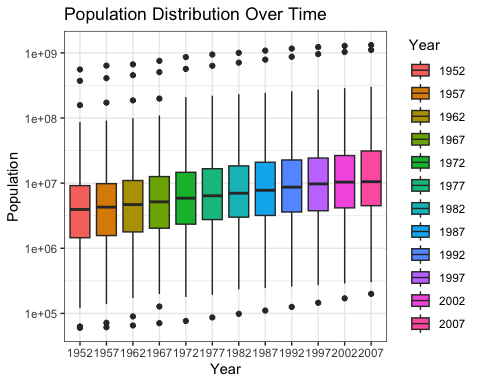 Population Distribution Over Time
Population
1e+09
1e+08
1e+07
1e+06
1e+05
1952 1957 1962 1967 1972 1977 1982 1987 1992 1997 2002 2007
Year
Year
1952
1957
1962
1967
1972
1977
1982
1987
1992
1997
2002
2007